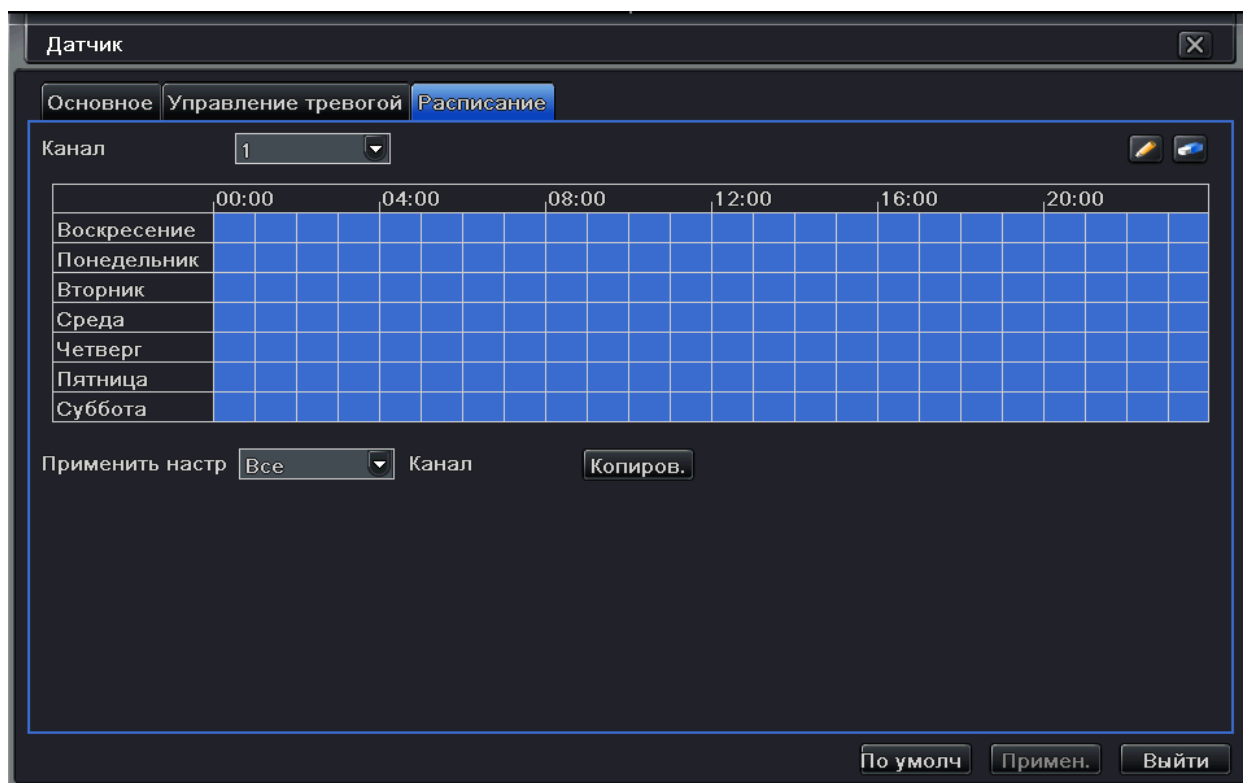 Датчик
Основное Управление тревогой Расписание
Канал 1
00:00 04:00 08:00 12:00 16:00 20:00
Воскресение
Понедельник
Вторник
Среда
Четверг
Пятница
Суббота
Применить настр Все Канал Копиров.
По умолч Примен. Выйти